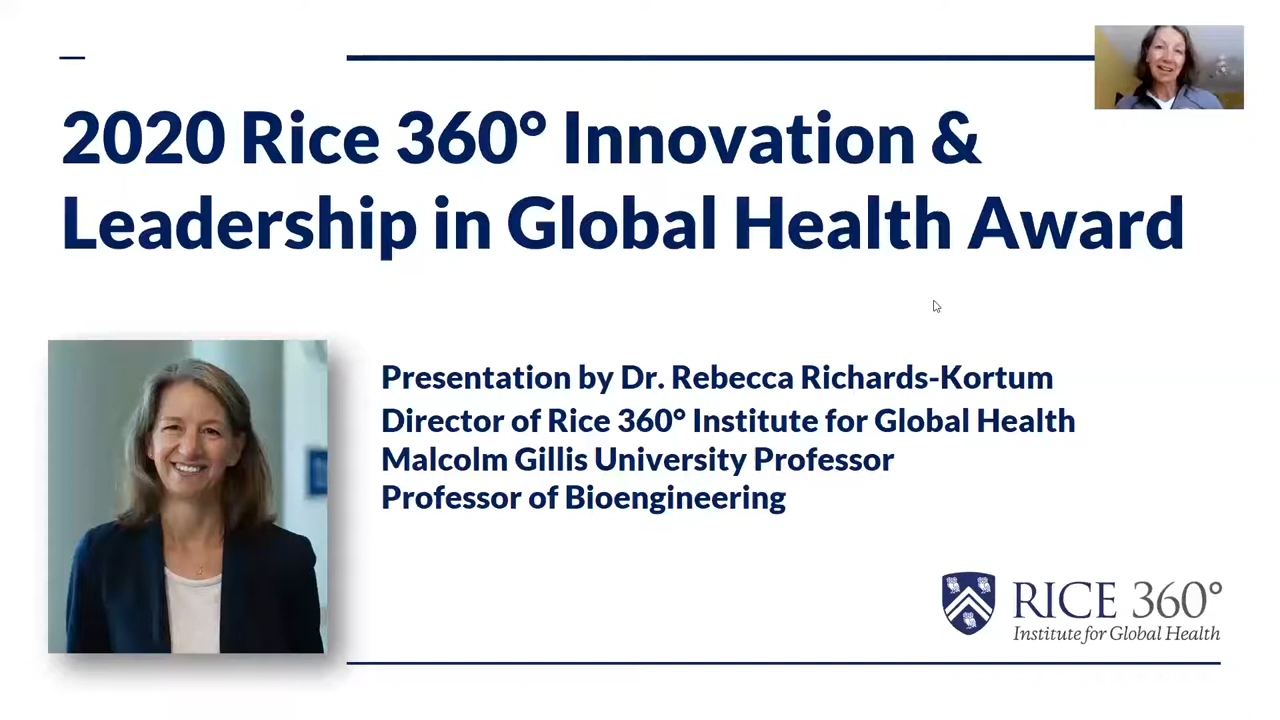 2020 Rice 360° Innovation &
Leadership in Global Health Award
Presentation by Dr. Rebecca Richards-Kortum
Director of Rice 360° Institute for Global Health
Malcolm Gillis University Professor
Professor of Bioengineering
RICE 360°
Institute for Global Health